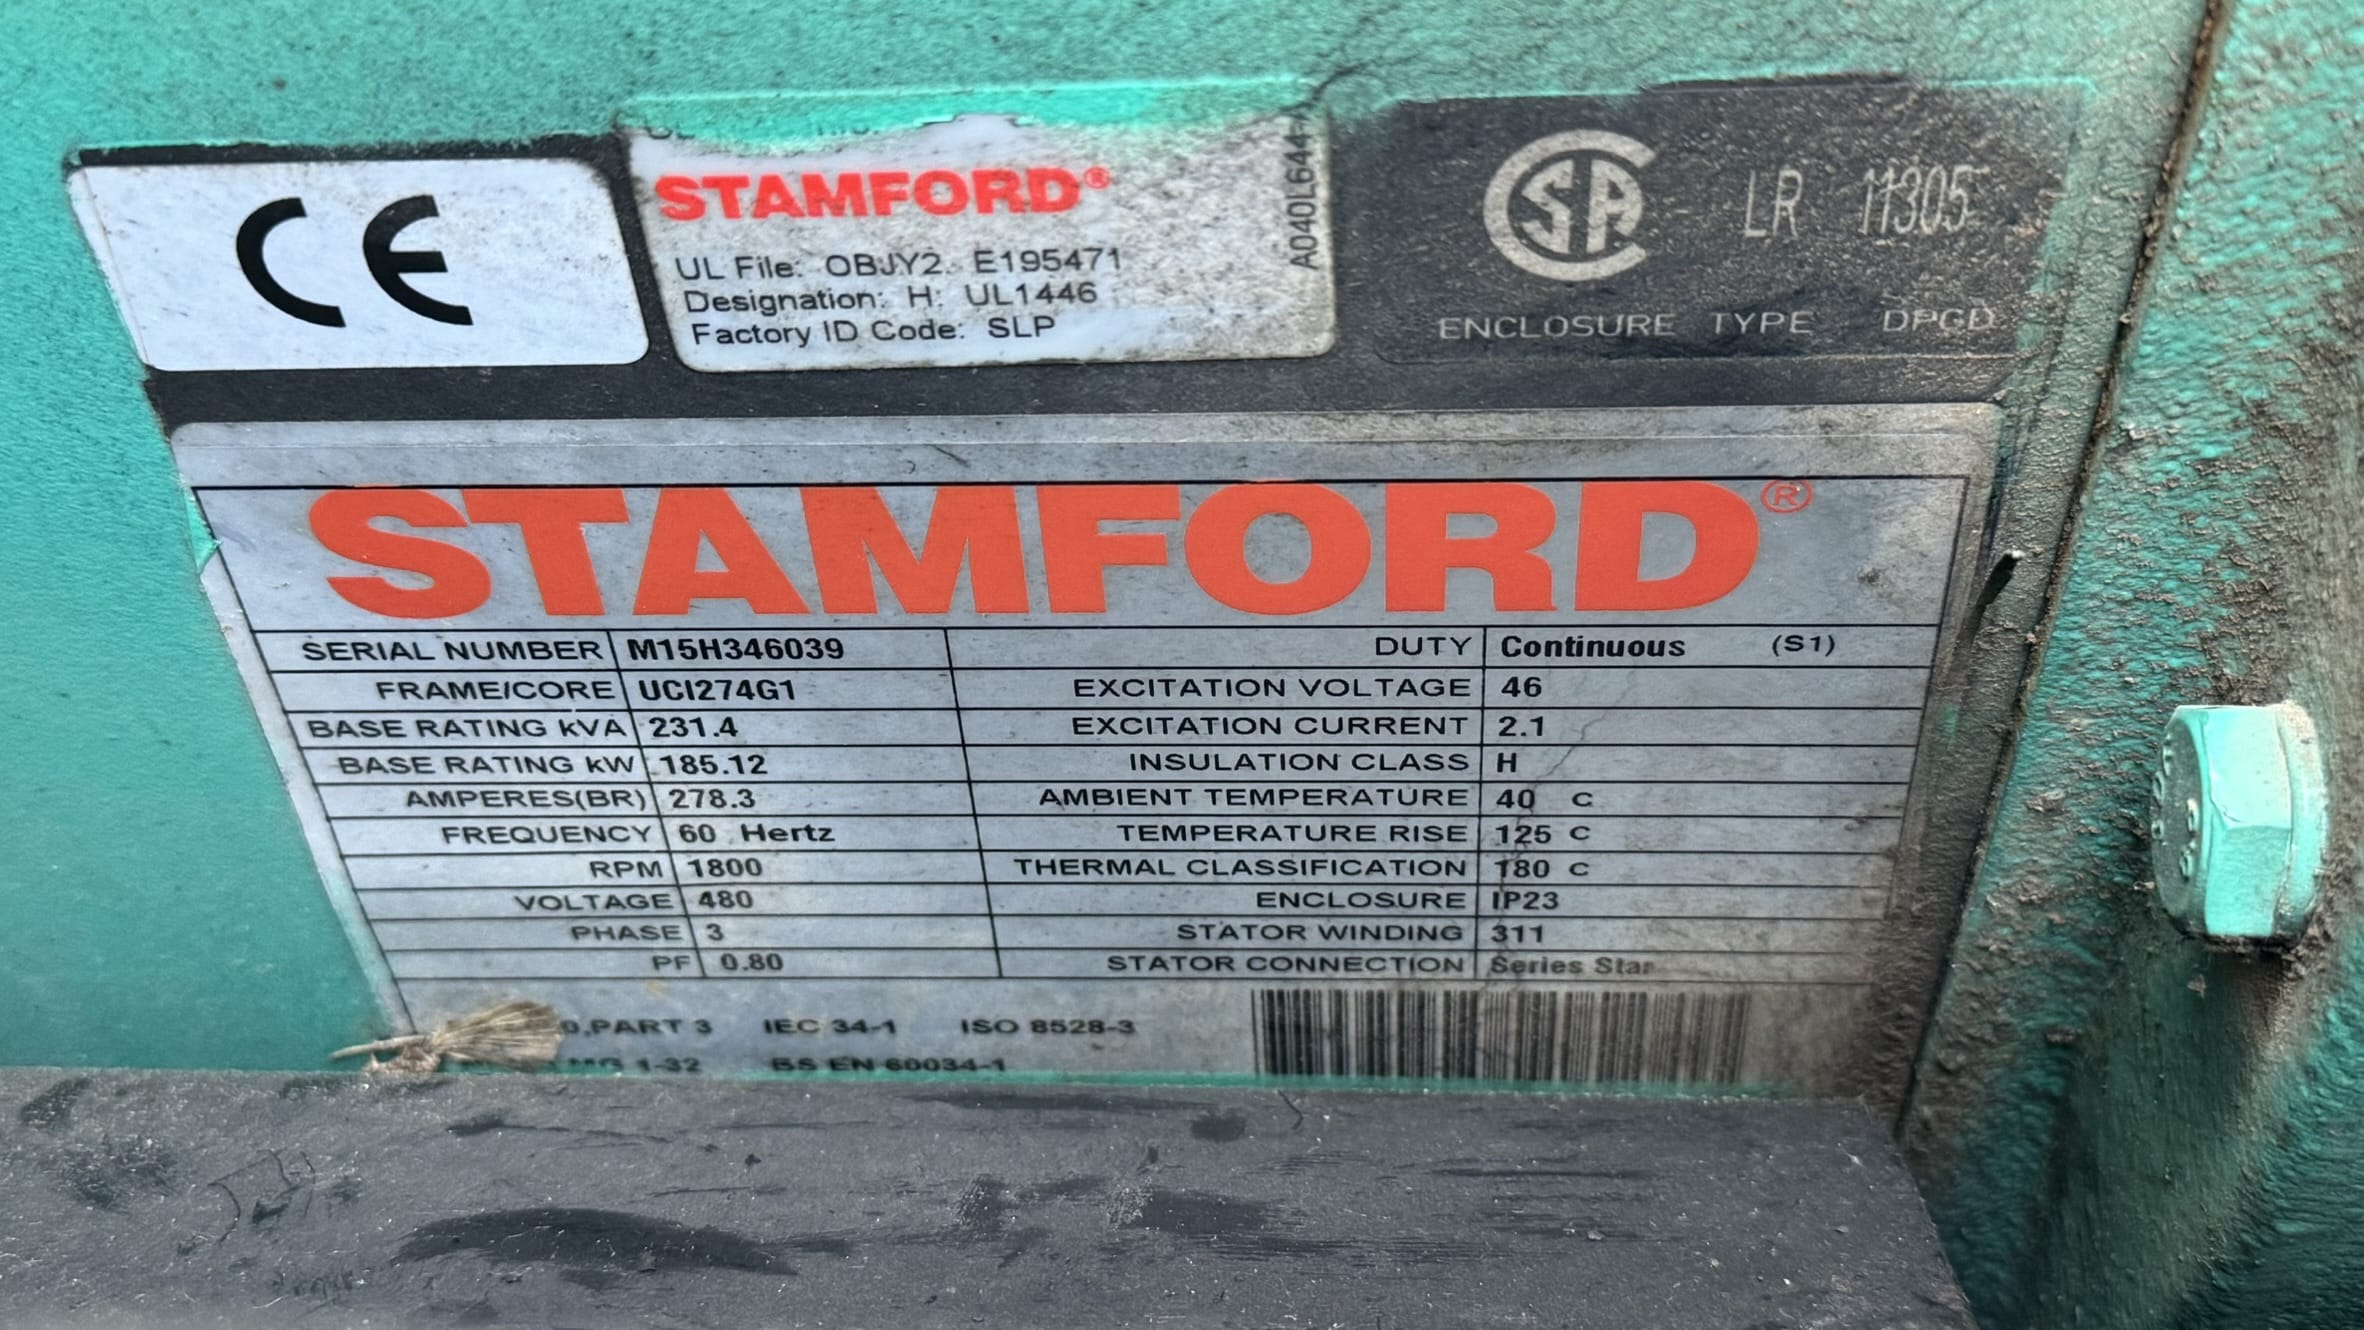 CE
STAMFORD®
UL File: OBJY2. E195471
Designation: H: UL1446
Factory ID Code: SLP
A040L644
LR 11305
ENCLOSURE TYPE DPGD
STAMFORD®
SERIAL NUMBER M15H346039 DUTY Continuous (S1)
FRAME/CORE UCI274G1 EXCITATION VOLTAGE 46
BASE RATING kVA 231.4 EXCITATION CURRENT 2.1
BASE RATING kW 185.12 INSULATION CLASS H
AMPERES(BR) 278.3 AMBIENT TEMPERATURE 40 C
FREQUENCY 60 Hertz TEMPERATURE RISE 125 C
RPM 1800 THERMAL CLASSIFICATION 180 C
VOLTAGE 480 ENCLOSURE IP23
PHASE 3 STATOR WINDING 311
PF 0.80 STATOR CONNECTION Series Star
PART 3 IEC 34-1 ISO 8528-3
MG 1-32 BS EN 60034-1